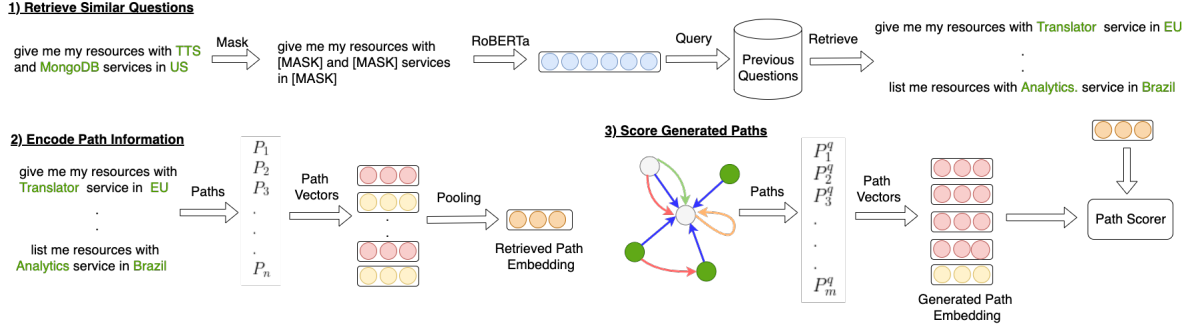 1) Retrieve Similar Questions
give me my resources with TTS
and MongoDB services in US
Mask
give me my resources with
[MASK] and [MASK] services
in [MASK]
RoBERTa
Query
Previous
Questions
Retrieve
give me my resources with Translator service in EU
.
.
list me resources with Analytics. service in Brazil
2) Encode Path Information
give me my resources with
Translator service in EU
.
.
list me resources with
Analytics service in Brazil
Paths
P1
P2
P3
.
.
.
Pn
Path
Vectors
.
Pooling
Retrieved Path
Embedding
3) Score Generated Paths
Paths
P1^q
P2^q
P3^q
.
.
.
Pm^q
Path
Vectors
Generated Path
Embedding
Path Scorer